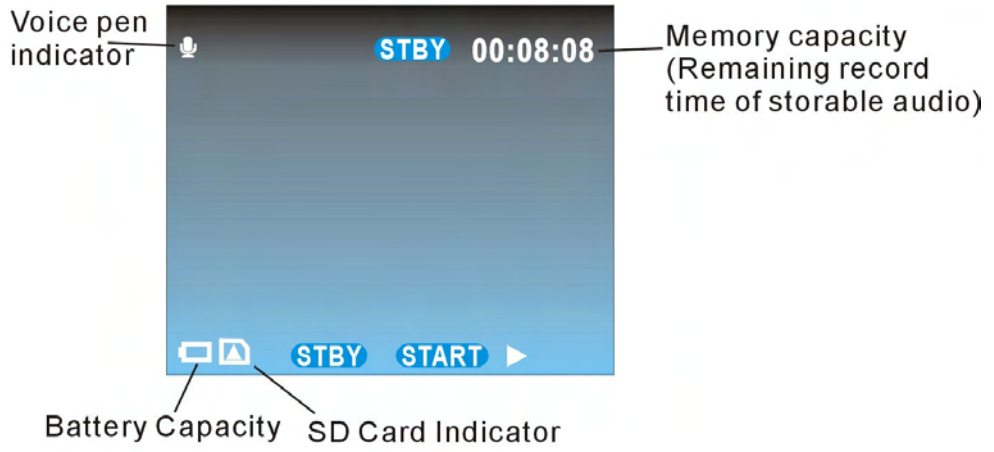 Voice pen
indicator
STBY 00:08:08
Memory capacity
(Remaining record
time of storable audio)
STBY START
Battery Capacity
SD Card Indicator